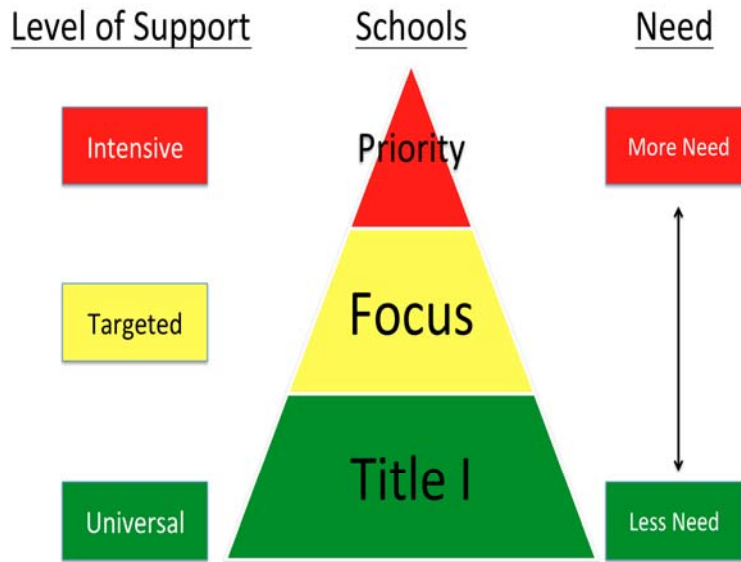 Level of Support
Schools
Need
Intensive
Priority
More Need
Targeted
Focus
Universal
Title I
Less Need